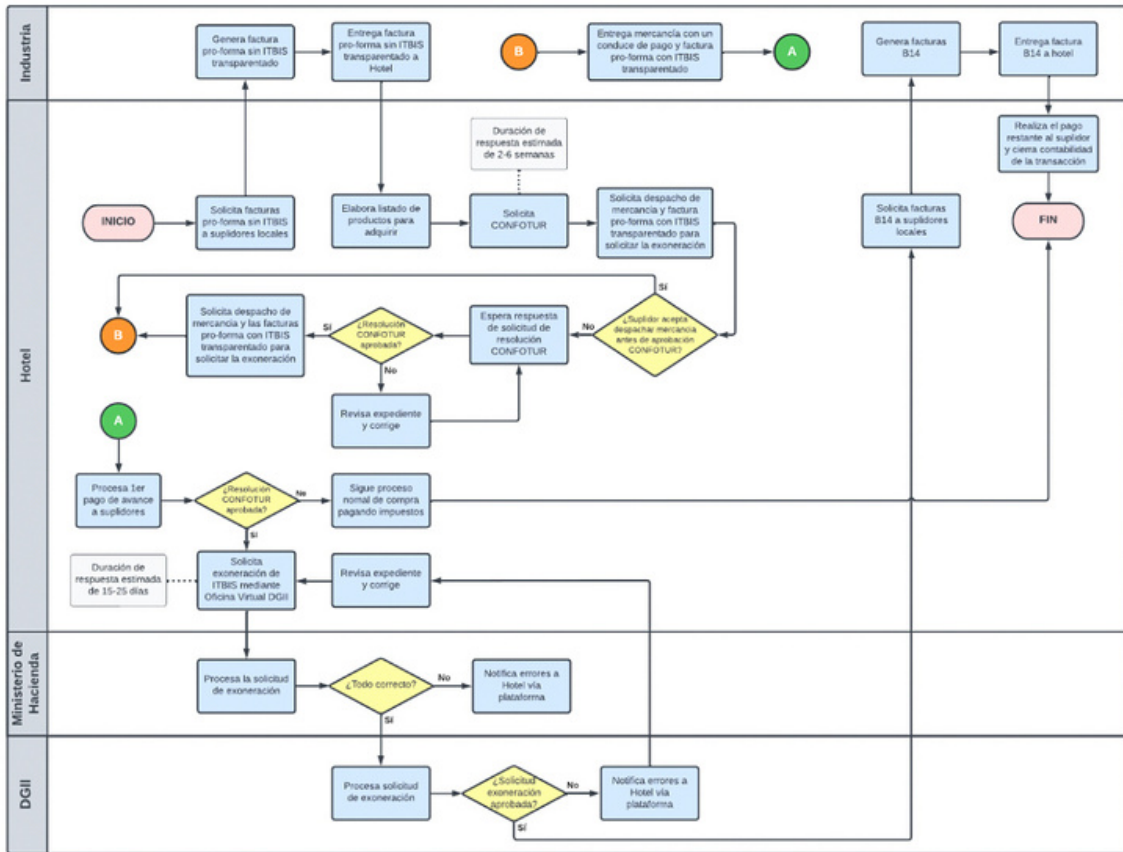 Industria
Genera factura
pro-forma sin ITBIS
transparentado
Entrega factura
pro-forma sin ITBIS
transparentado a
Hotel
B
Entrega mercancía con un
conduce de pago y factura
pro-forma con ITBIS
transparentado
A
Genera facturas
B14
Entrega factura
B14 a hotel
Hotel
INICIO
Solicita facturas
pro-forma sin ITBIS
a suplidores locales
Elabora listado de
productos para
adquirir
Duración de
respuesta estimada
de 2-6 semanas
Solicita
CONFOTUR
Solicita despacho de
mercancia y factura
pro-forma con ITBIS
transparentado para
solicitar la exoneración
Solicita facturas
B14 a suplidores
locales
Realiza el pago
restante al suplidor
y cierra contabilidad
de la transacción
FIN
¿Suplidor acepta
despachar mercancia
antes de aprobación
CONFOTUR?
Sí
No
Espera respuesta
de solicitud de
resolución
CONFOTUR
¿Resolución
CONFOTUR
aprobada?
Sí
No
Solicita despacho de
mercancia y las facturas
pro-forma con ITBIS
transparentado para
solicitar la exoneración
B
Revisa expediente
y corrige
A
Procesa 1er
pago de avance
a suplidores
¿Resolución
CONFOTUR
aprobada?
No
Sigue proceso
normal de compra
pagando impuestos
Sí
Duración de
respuesta estimada
de 15-25 días
Solicita
exoneración de
ITBIS mediante
Oficina Virtual DGII
Revisa expediente
y corrige
Ministerio de
Hacienda
Procesa la solicitud
de exoneración
¿Todo correcto?
No
Notifica errores a
Hotel vía
plataforma
Sí
DGII
Procesa solicitud
de exoneración
¿Solicitud
exoneración
aprobada?
No
Notifica errores a
Hotel vía
plataforma
Sí